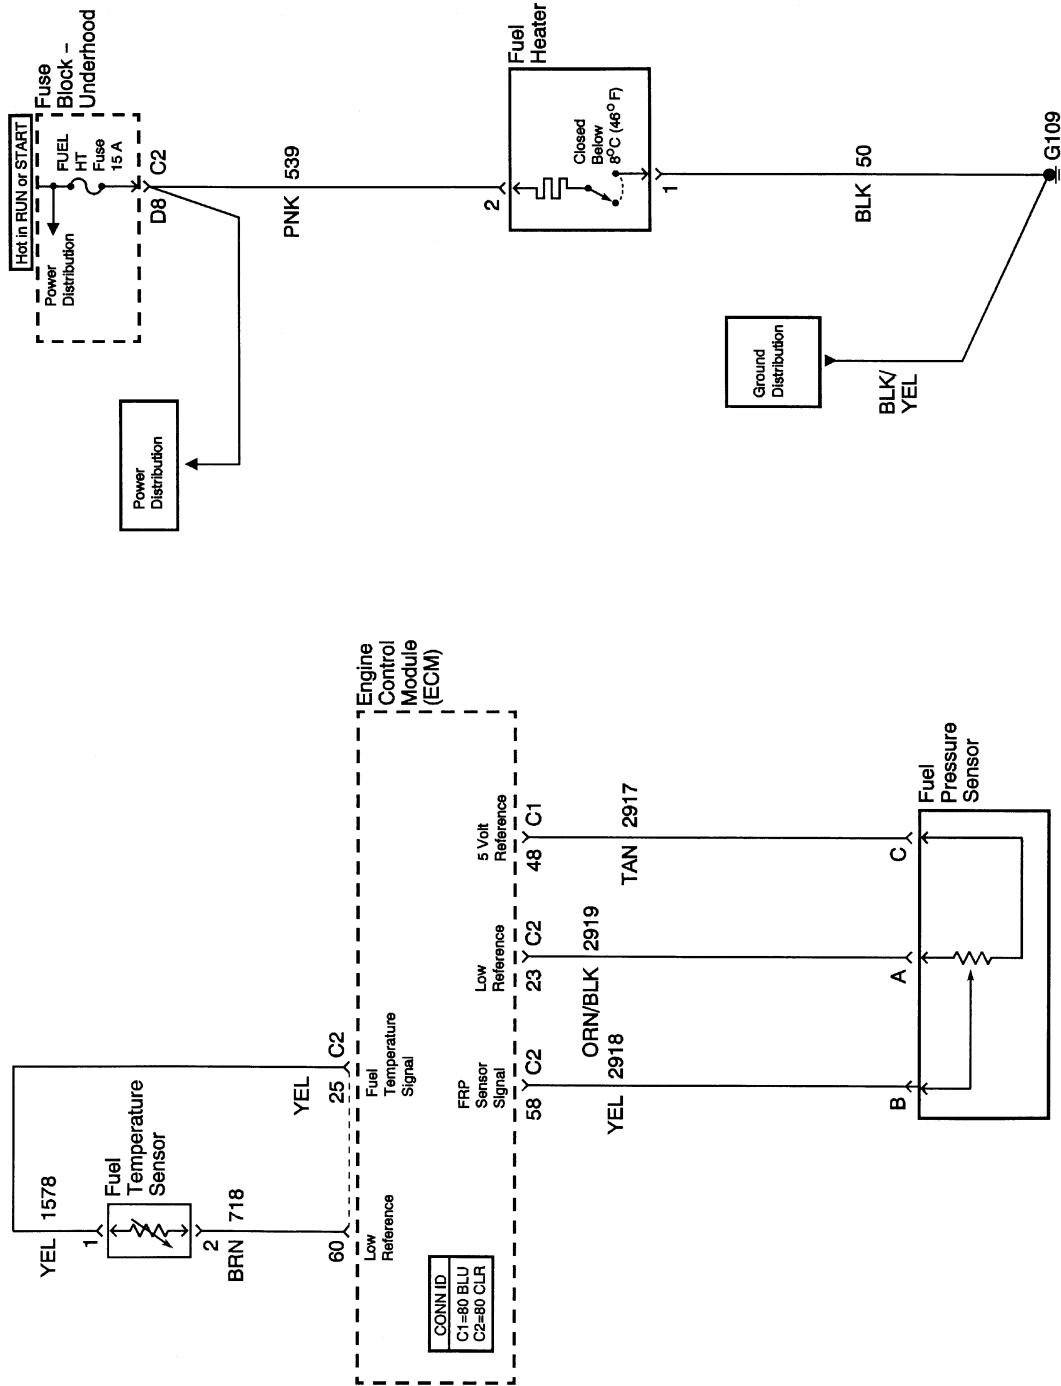 Hot in RUN or START
Fuse
Block –
Underhood
Power
Distribution
FUEL
HT
Fuse
15 A
D8
C2
Power
Distribution
PNK 539
2
Fuel
Heater
Closed
Below
8°C (46° F)
1
BLK 50
G109
Ground
Distribution
BLK/
YEL
YEL 1578
1
Fuel
Temperature
Sensor
2
BRN 718
YEL
60
25 C2
Engine
Control
Module
(ECM)
Low
Reference
Fuel
Temperature
Signal
CONN ID
C1=80 BLU
C2=80 CLR
FRP
Sensor
Signal
Low
Reference
5 Volt
Reference
58 C2
23 C2
48 C1
YEL 2918
ORN/BLK 2919
TAN 2917
B
A
C
Fuel
Pressure
Sensor